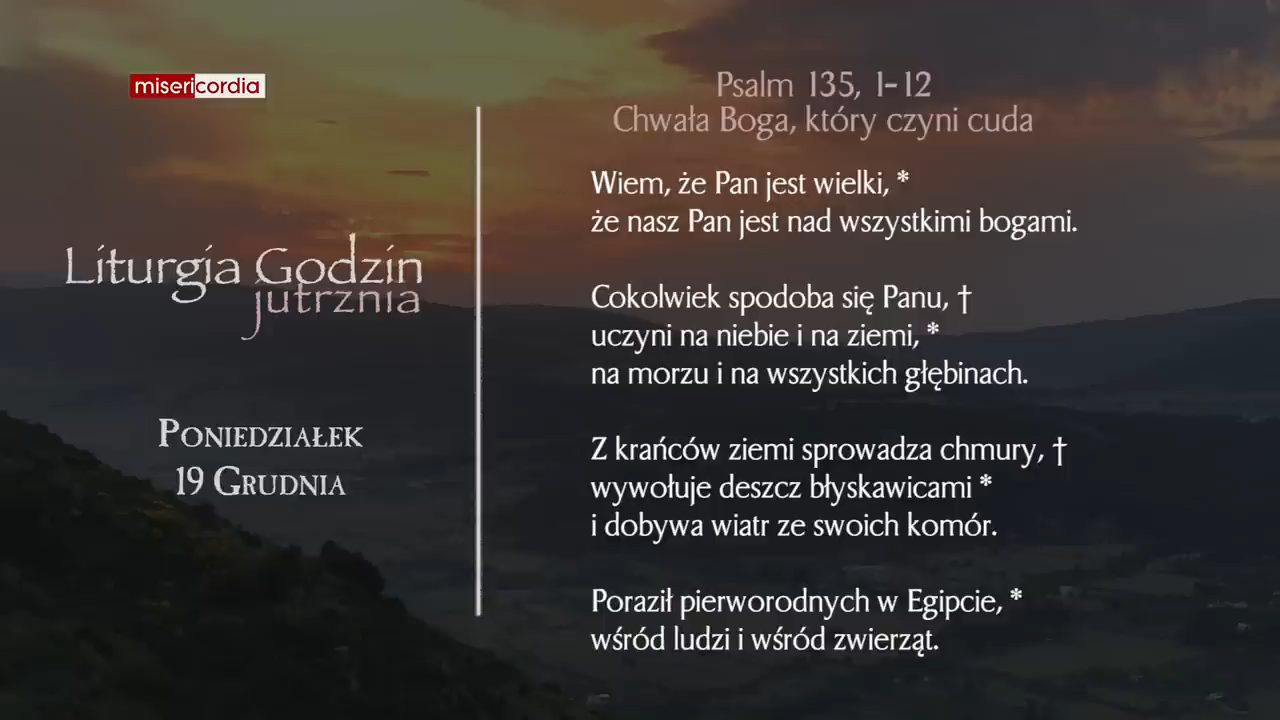 misericordia
Liturgia Godzin
jutrznia
Poniedziałek
19 Grudnia
Psalm 135, 1-12
Chwała Boga, który czyni cuda
Wiem, że Pan jest wielki, *
że nasz Pan jest nad wszystkimi bogami.
Cokolwiek spodoba się Panu, †
uczyni na niebie i na ziemi, *
na morzu i na wszystkich głębinach.
Z krańców ziemi sprowadza chmury, †
wywołuje deszcz błyskawicami *
i dobywa wiatr ze swoich komór.
Poraził pierworodnych w Egipcie, *
wśród ludzi i wśród zwierząt.